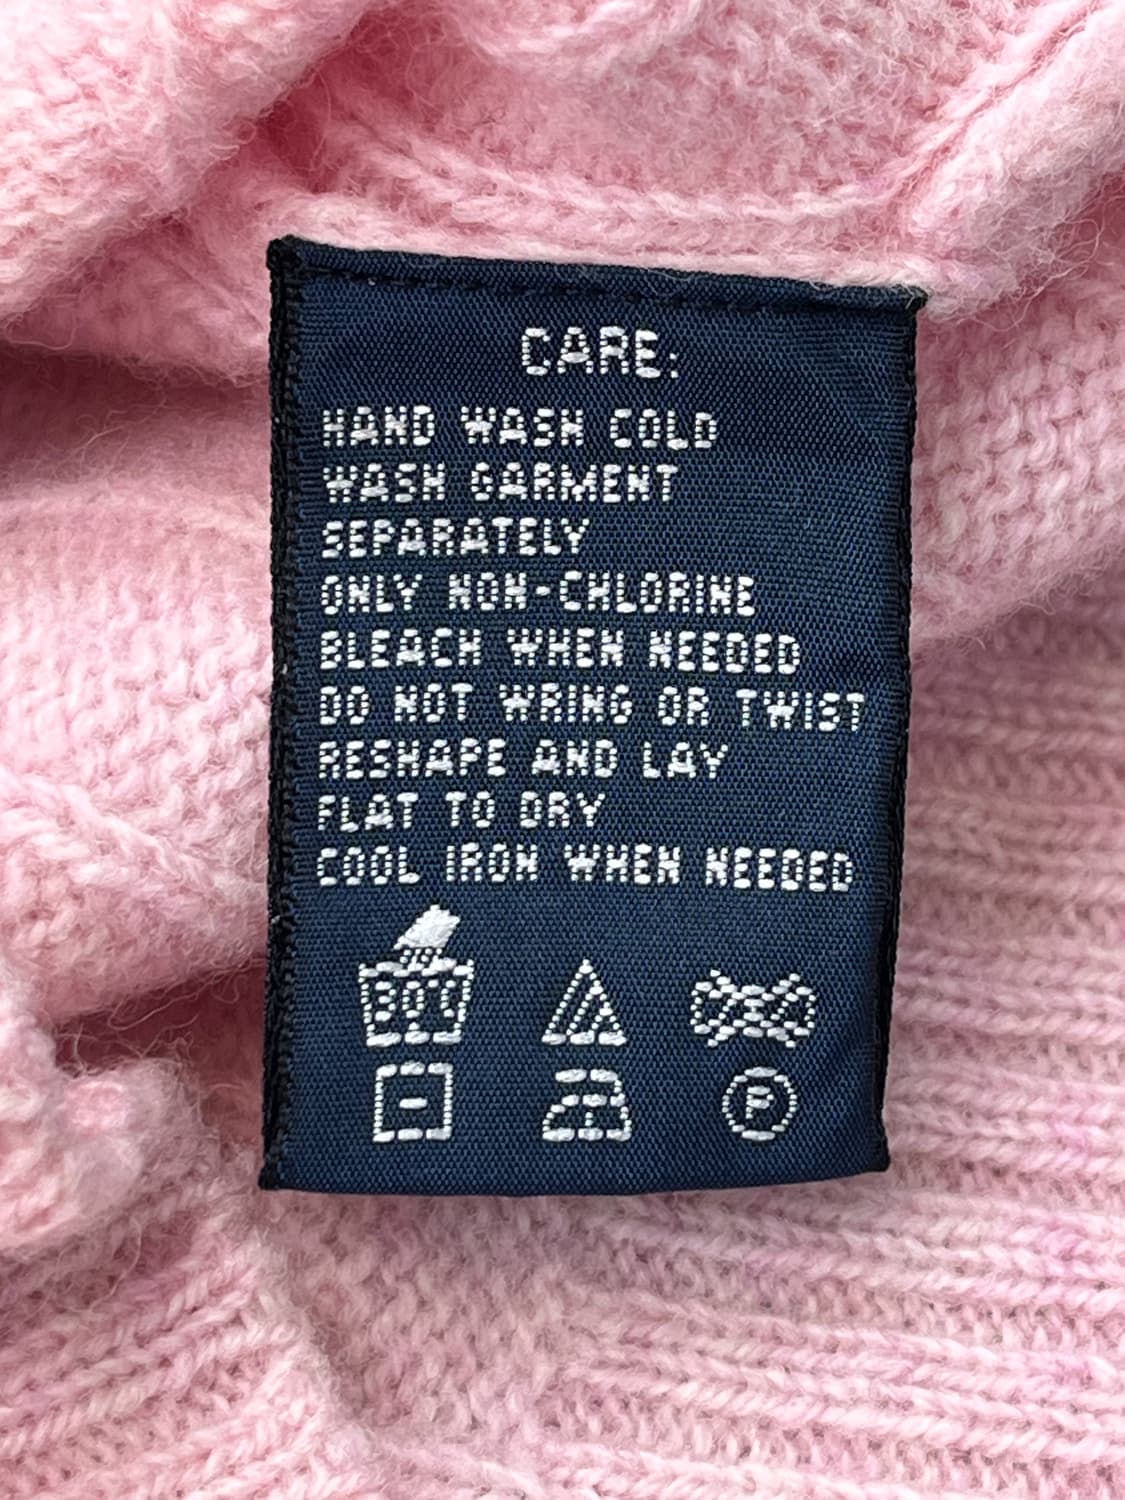 CARE:
HAND WASH COLD
WASH GARMENT
SEPARATELY
ONLY NON-CHLORINE
BLEACH WHEN NEEDED
DO NOT WRING OR TWIST
RESHAPE AND LAY
FLAT TO DRY
COOL IRON WHEN NEEDED
30°C
P